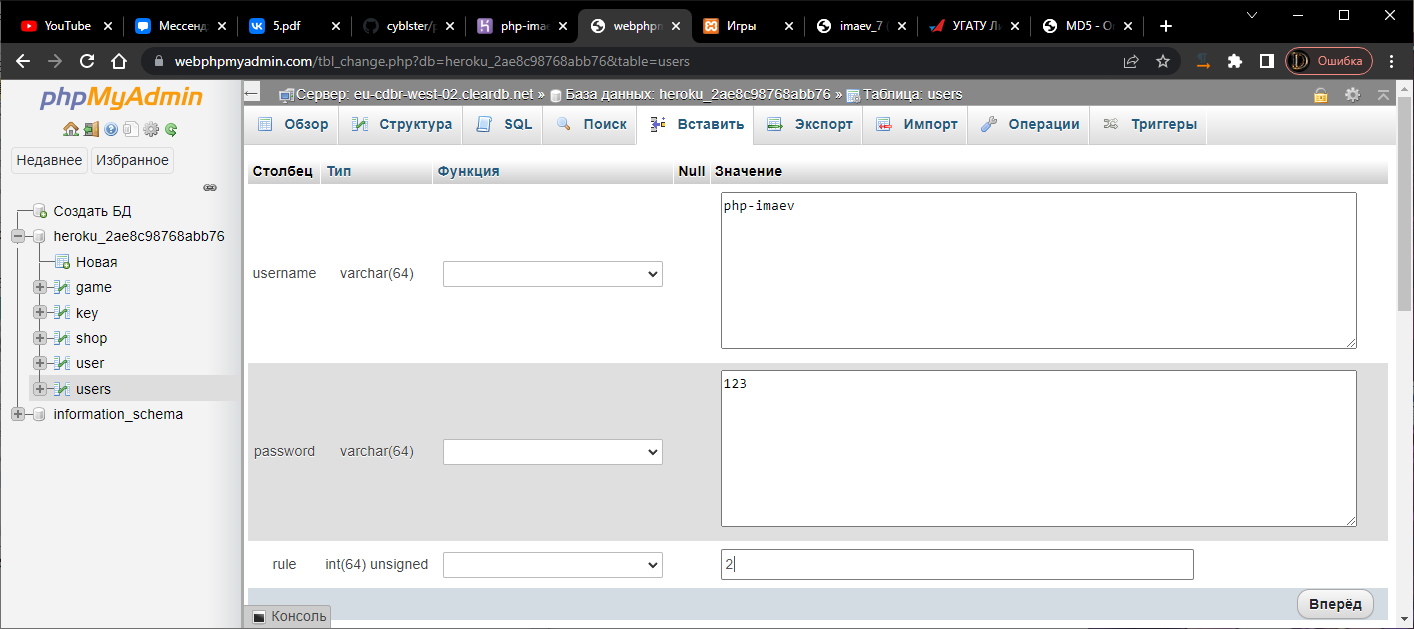 YouTube
Мессенд
5.pdf
cyblster/p
php-imae
webphpm
Игры
imaev_7 (
УГАТУ Ли
MD5 - О
webphpmyadmin.com/tbl_change.php?db=heroku_2ae8c98768abb76&table=users
Ошибка
phpMyAdmin
Недавнее Избранное
Создать БД
heroku_2ae8c98768abb76
Новая
game
key
shop
user
users
information_schema
Сервер: eu-cdbr-west-02.cleardb.net » База данных: heroku_2ae8c98768abb76 » Таблица: users
Обзор Структура SQL Поиск Вставить Экспорт Импорт Операции Триггеры
Столбец Тип Функция Null Значение
username varchar(64) php-imaev
password varchar(64) 123
rule int(64) unsigned 2
Вперёд
Консоль